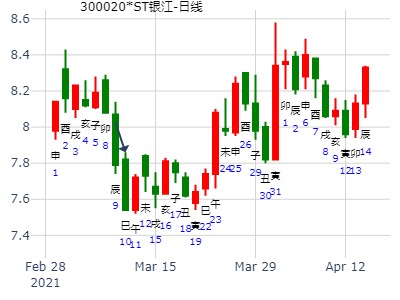 300020*ST银江-日线
8.6
8.4
8.2
8
7.8
7.6
7.4
申
1
酉
2
戌
3
亥
4
子
5
卯
8
辰
9
巳
10
午
11
未
12
戌
15
亥
16
子
17
丑
18
寅
19
巳
22
午
23
未
24
申
25
酉
26
子
29
丑
30
寅
31
卯
1
辰
2
申
6
酉
7
戌
8
亥
9
寅
12
卯
13
辰
14
Feb 28
2021
Mar 15
Mar 29
Apr 12